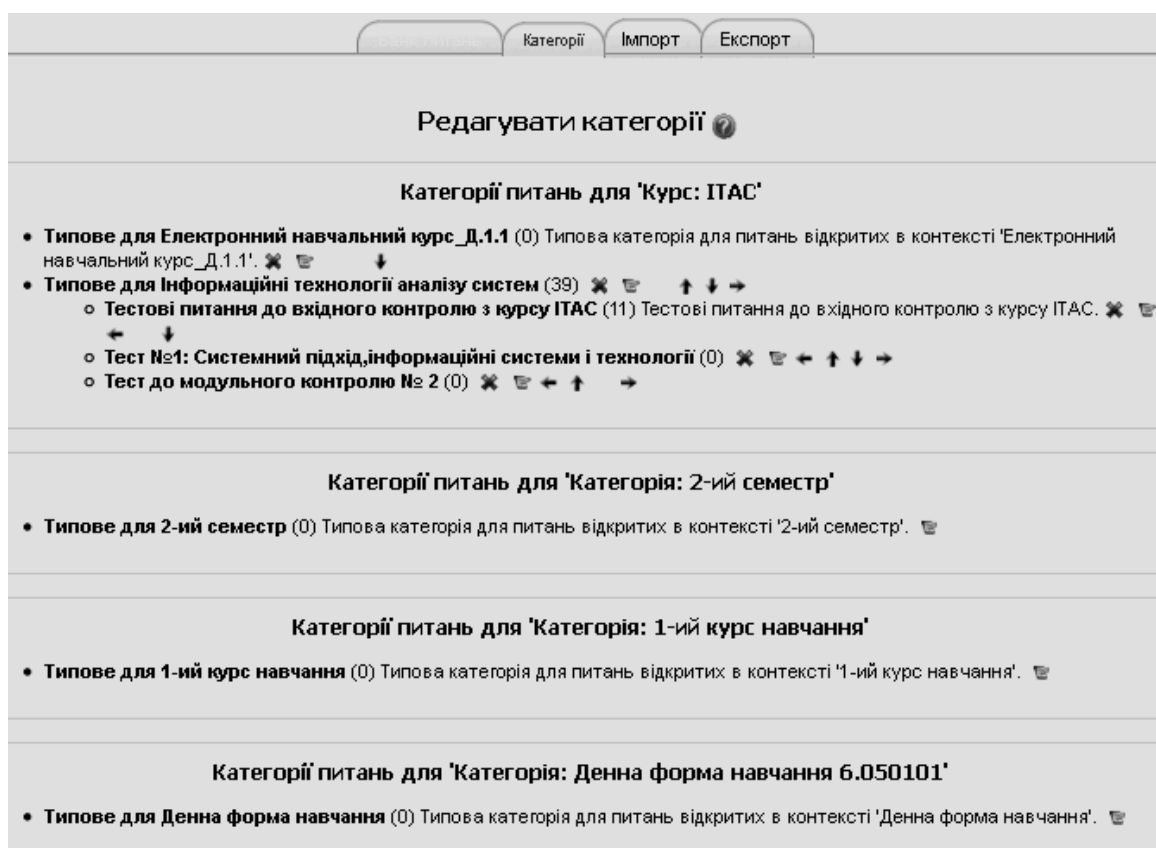 Категорії Імпорт Експорт
Редагувати категорії
Категорії питань для 'Курс: ІТАС'
• Типове для Електронний навчальний курс_Д.1.1 (0) Типова категорія для питань відкритих в контексті 'Електронний
навчальний курс_Д.1.1'.
• Типове для Інформаційні технології аналізу систем (39)
Тестові питання до вхідного контролю з курсу ІТАС (11) Тестові питання до вхідного контролю з курсу ІТАС.
Тест №1: Системний підхід,інформаційні системи і технології (0)
Тест до модульного контролю № 2 (0)
Категорії питань для 'Категорія: 2-ий семестр'
• Типове для 2-ий семестр (0) Типова категорія для питань відкритих в контексті '2-ий семестр'.
Категорії питань для 'Категорія: 1-ий курс навчання'
• Типове для 1-ий курс навчання (0) Типова категорія для питань відкритих в контексті '1-ий курс навчання'.
Категорії питань для 'Категорія: Денна форма навчання 6.050101'
• Типове для Денна форма навчання (0) Типова категорія для питань відкритих в контексті 'Денна форма навчання'.